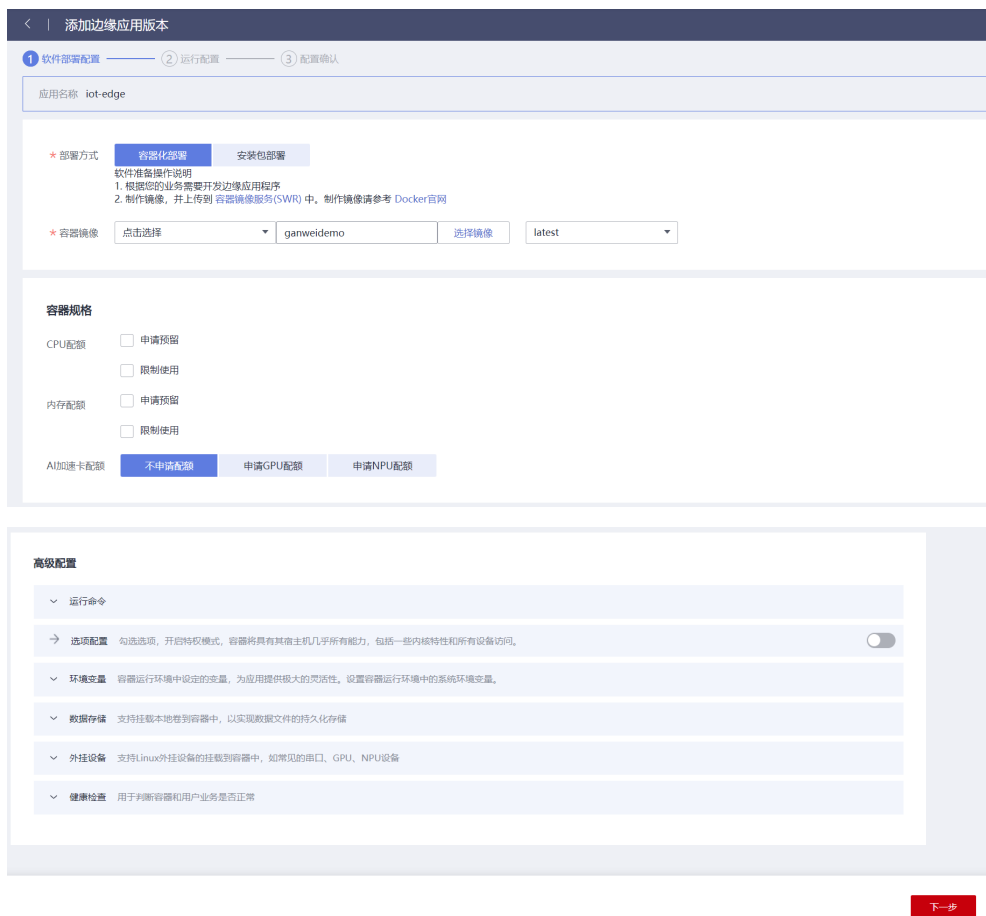 添加边缘应用版本
1 软件部署配置 2 运行配置 3 配置确认
应用名称 iot-edge
* 部署方式 容器化部署 安装包部署
软件准备操作说明
1. 根据您的业务需要开发边缘应用程序
2. 制作镜像，并上传到 容器镜像服务(SWR) 中。制作镜像请参考 Docker官网
* 容器镜像 点击选择 ganweidemo 选择镜像 latest
容器规格
CPU配额 申请预留
限制使用
内存配额 申请预留
限制使用
AI加速卡配额 不申请配额 申请GPU配额 申请NPU配额
高级配置
运行命令
选项配置 勾选选项，开启特权模式，容器将具有其宿主机几乎所有能力，包括一些内核特性和所有设备访问。
环境变量 容器运行环境中设定的变量，为应用提供极大的灵活性。设置容器运行环境中的系统环境变量。
数据存储 支持挂载本地卷到容器中，以实现数据文件的持久化存储
外挂设备 支持Linux外挂设备的挂载到容器中，如常见的串口、GPU、NPU设备
健康检查 用于判断容器和用户业务是否正常
下一步